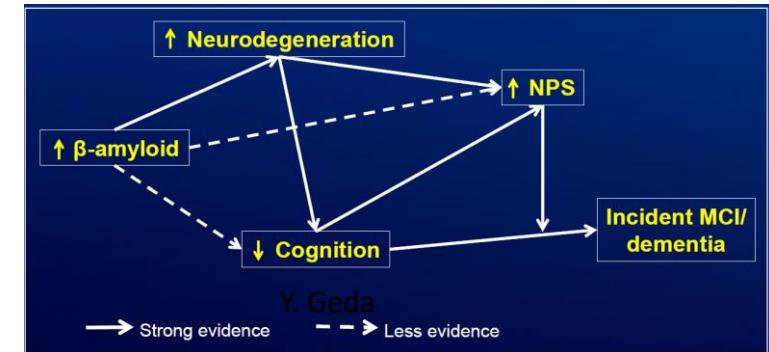 ↑ Neurodegeneration
↑ NPS
↑ β-amyloid
Incident MCI/
dementia
↓ Cognition
Y. Geda
Strong evidence
Less evidence